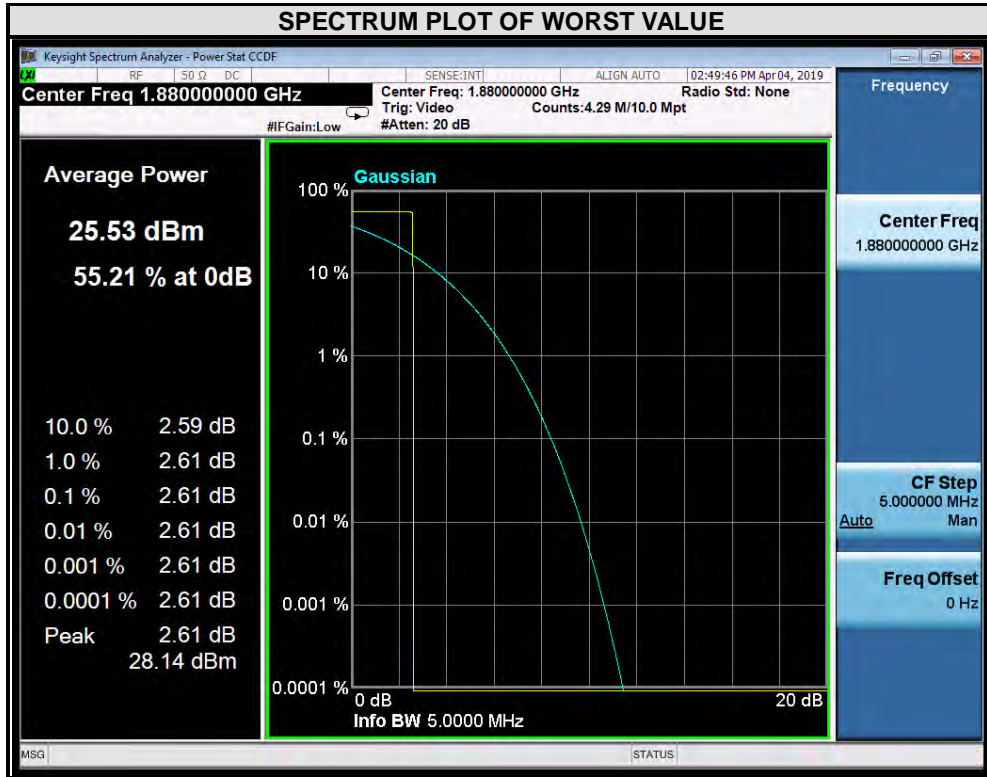 SPECTRUM PLOT OF WORST VALUE
Keysight Spectrum Analyzer - Power Stat CCDF
LXI RF 50 Ω DC SENSE:INT ALIGN AUTO 02:49:46 PM Apr 04, 2019
Center Freq 1.880000000 GHz
Center Freq: 1.880000000 GHz Radio Std: None
Trig: Video Counts:4.29 M/10.0 Mpt
#IFGain:Low #Atten: 20 dB
Frequency
Average Power
25.53 dBm
55.21 % at 0dB
10.0 % 2.59 dB
1.0 % 2.61 dB
0.1 % 2.61 dB
0.01 % 2.61 dB
0.001 % 2.61 dB
0.0001 % 2.61 dB
Peak 2.61 dB
28.14 dBm
Gaussian
100 %
10 %
1 %
0.1 %
0.01 %
0.001 %
0.0001 %
0 dB 20 dB
Info BW 5.0000 MHz
Center Freq
1.880000000 GHz
CF Step
5.000000 MHz
Auto Man
Freq Offset
0 Hz
MSG STATUS